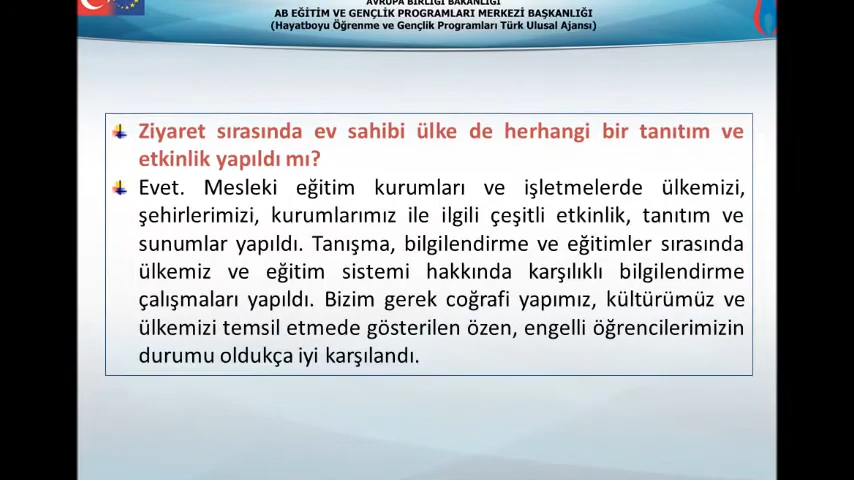 AVRUPA BİRLİĞİ BAKANLIĞI
AB EĞİTİM VE GENÇLİK PROGRAMLARI MERKEZİ BAŞKANLIĞI
(Hayatboyu Öğrenme ve Gençlik Programları Türk Ulusal Ajansı)
Ziyaret sırasında ev sahibi ülke de herhangi bir tanıtım ve
etkinlik yapıldı mı?
Evet. Mesleki eğitim kurumları ve işletmelerde ülkemizi,
şehirlerimizi, kurumlarımız ile ilgili çeşitli etkinlik, tanıtım ve
sunumlar yapıldı. Tanışma, bilgilendirme ve eğitimler sırasında
ülkemiz ve eğitim sistemi hakkında karşılıklı bilgilendirme
çalışmaları yapıldı. Bizim gerek coğrafi yapımız, kültürümüz ve
ülkemizi temsil etmede gösterilen özen, engelli öğrencilerimizin
durumu oldukça iyi karşılandı.